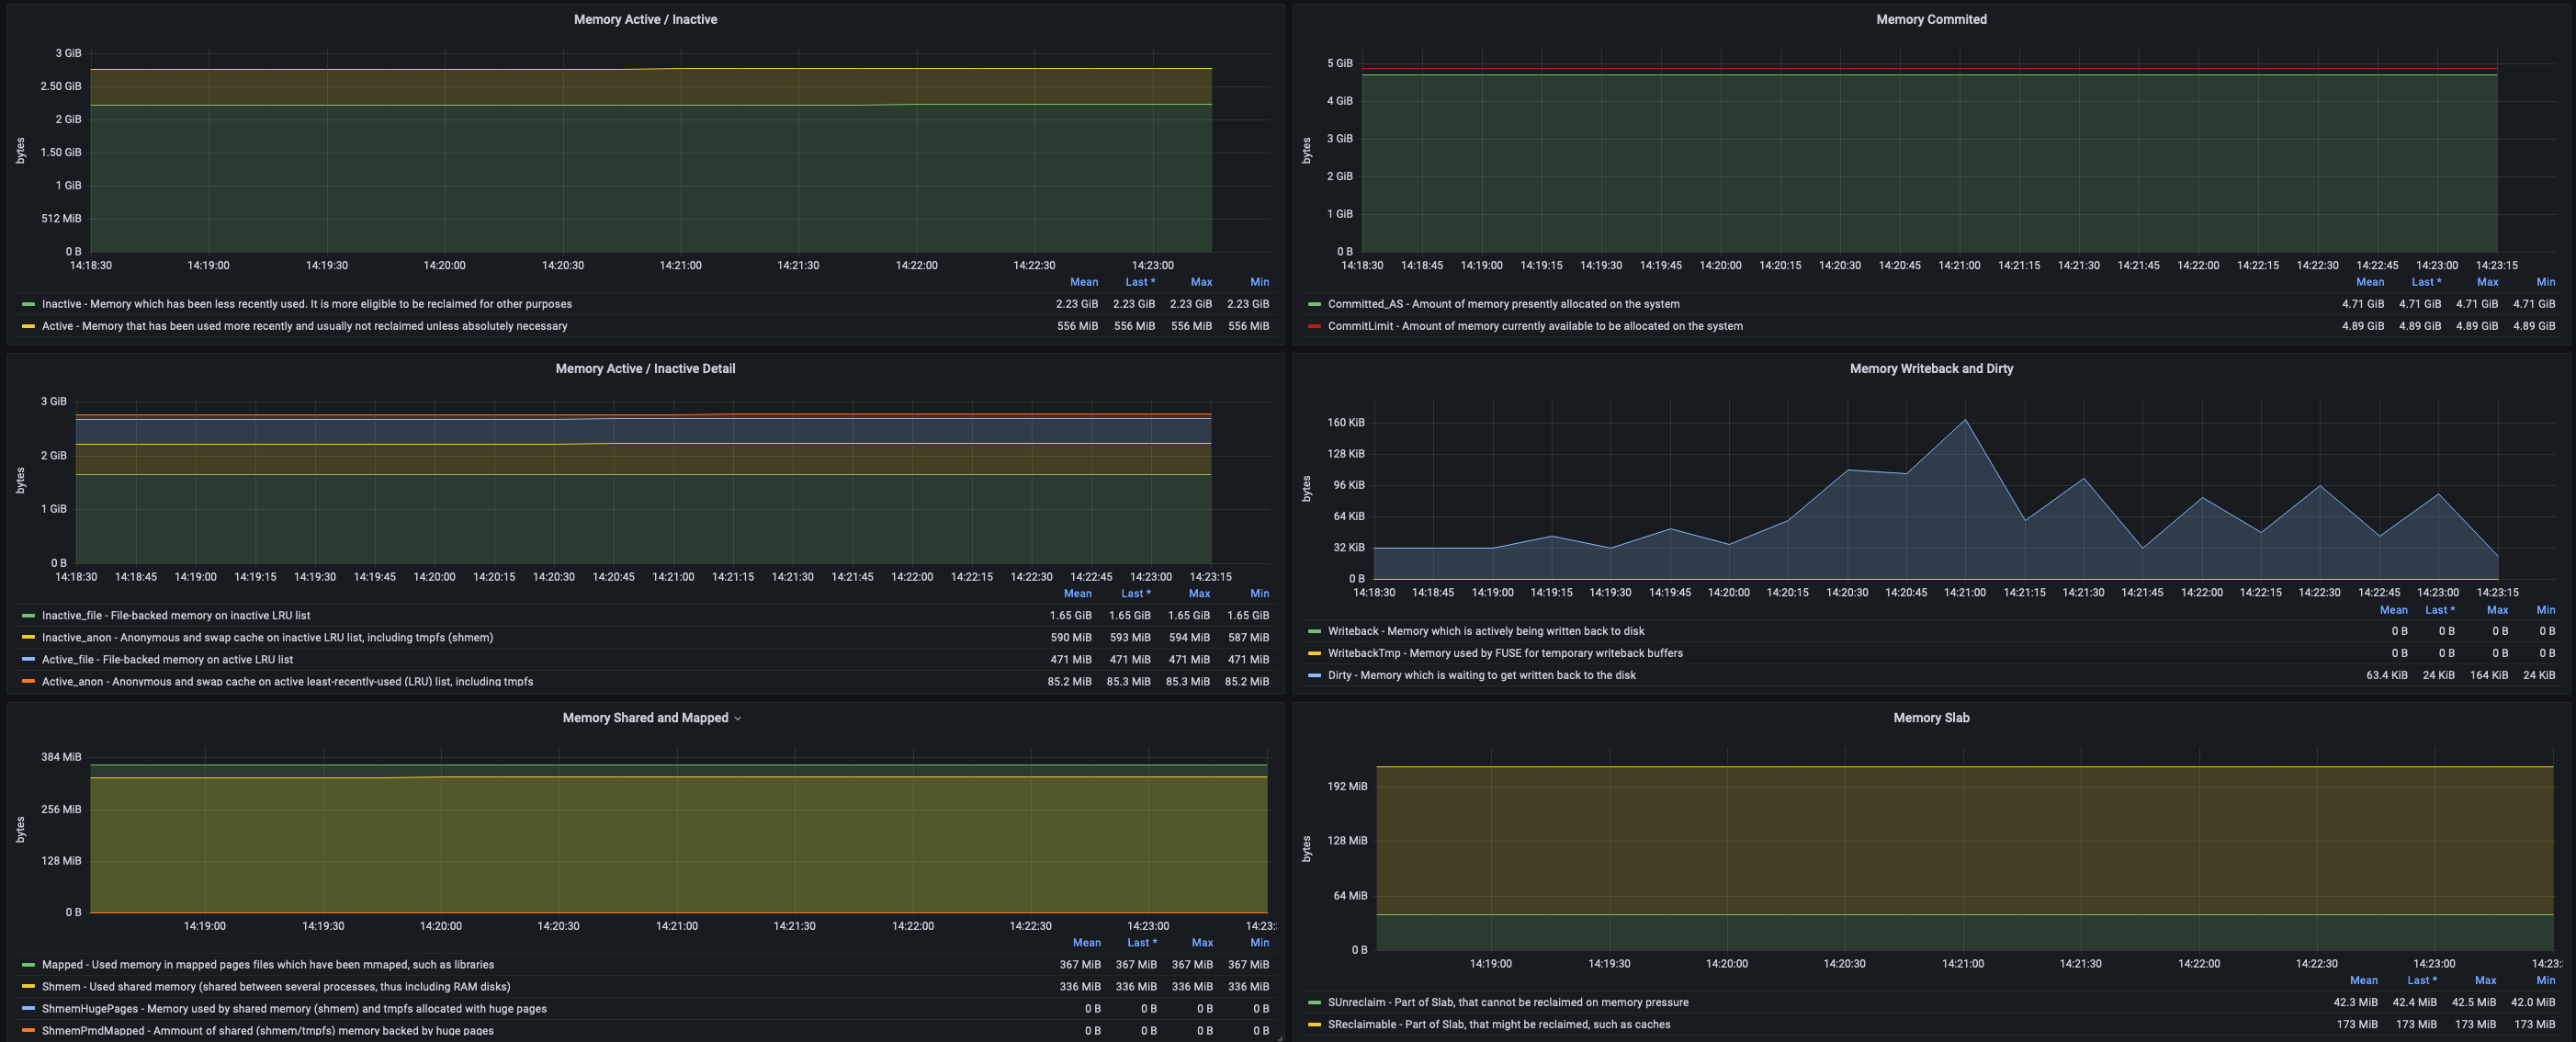 Memory Active / Inactive
3 GiB
2.50 GiB
2 GiB
1.50 GiB
1 GiB
512 MiB
0 B
bytes
14:18:30 14:19:00 14:19:30 14:20:00 14:20:30 14:21:00 14:21:30 14:22:00 14:22:30 14:23:00
Mean Last * Max Min
Inactive - Memory which has been less recently used. It is more eligible to be reclaimed for other purposes 2.23 GiB 2.23 GiB 2.23 GiB 2.23 GiB
Active - Memory that has been used more recently and usually not reclaimed unless absolutely necessary 556 MiB 556 MiB 556 MiB 556 MiB
Memory Commited
5 GiB
4 GiB
3 GiB
2 GiB
1 GiB
0 B
bytes
14:18:30 14:18:45 14:19:00 14:19:15 14:19:30 14:19:45 14:20:00 14:20:15 14:20:30 14:20:45 14:21:00 14:21:15 14:21:30 14:21:45 14:22:00 14:22:15 14:22:30 14:22:45 14:23:00 14:23:15
Mean Last * Max Min
Committed_AS - Amount of memory presently allocated on the system 4.71 GiB 4.71 GiB 4.71 GiB 4.71 GiB
CommitLimit - Amount of memory currently available to be allocated on the system 4.89 GiB 4.89 GiB 4.89 GiB 4.89 GiB
Memory Active / Inactive Detail
3 GiB
2 GiB
1 GiB
0 B
bytes
14:18:30 14:18:45 14:19:00 14:19:15 14:19:30 14:19:45 14:20:00 14:20:15 14:20:30 14:20:45 14:21:00 14:21:15 14:21:30 14:21:45 14:22:00 14:22:15 14:22:30 14:22:45 14:23:00 14:23:15
Mean Last * Max Min
Inactive_file - File-backed memory on inactive LRU list 1.65 GiB 1.65 GiB 1.65 GiB 1.65 GiB
Inactive_anon - Anonymous and swap cache on inactive LRU list, including tmpfs (shmem) 590 MiB 593 MiB 594 MiB 587 MiB
Active_file - File-backed memory on active LRU list 471 MiB 471 MiB 471 MiB 471 MiB
Active_anon - Anonymous and swap cache on active least-recently-used (LRU) list, including tmpfs 85.2 MiB 85.3 MiB 85.3 MiB 85.2 MiB
Memory Writeback and Dirty
160 KiB
128 KiB
96 KiB
64 KiB
32 KiB
0 B
bytes
14:18:30 14:18:45 14:19:00 14:19:15 14:19:30 14:19:45 14:20:00 14:20:15 14:20:30 14:20:45 14:21:00 14:21:15 14:21:30 14:21:45 14:22:00 14:22:15 14:22:30 14:22:45 14:23:00 14:23:15
Mean Last * Max Min
Writeback - Memory which is actively being written back to disk 0 B 0 B 0 B 0 B
WritebackTmp - Memory used by FUSE for temporary writeback buffers 0 B 0 B 0 B 0 B
Dirty - Memory which is waiting to get written back to the disk 63.4 KiB 24 KiB 164 KiB 24 KiB
Memory Shared and Mapped
384 MiB
256 MiB
128 MiB
0 B
bytes
14:19:00 14:19:30 14:20:00 14:20:30 14:21:00 14:21:30 14:22:00 14:22:30 14:23:00 14:23:
Mean Last * Max Min
Mapped - Used memory in mapped pages files which have been mmaped, such as libraries 367 MiB 367 MiB 367 MiB 367 MiB
Shmem - Used shared memory (shared between several processes, thus including RAM disks) 336 MiB 336 MiB 336 MiB 336 MiB
ShmemHugePages - Memory used by shared memory (shmem) and tmpfs allocated with huge pages 0 B 0 B 0 B 0 B
ShmemPmdMapped - Ammount of shared (shmem/tmpfs) memory backed by huge pages 0 B 0 B 0 B 0 B
Memory Slab
192 MiB
128 MiB
64 MiB
0 B
bytes
14:19:00 14:19:30 14:20:00 14:20:30 14:21:00 14:21:30 14:22:00 14:22:30 14:23:00 14:23:
Mean Last * Max Min
SUnreclaim - Part of Slab, that cannot be reclaimed on memory pressure 42.3 MiB 42.4 MiB 42.5 MiB 42.0 MiB
SReclaimable - Part of Slab, that might be reclaimed, such as caches 173 MiB 173 MiB 173 MiB 173 MiB